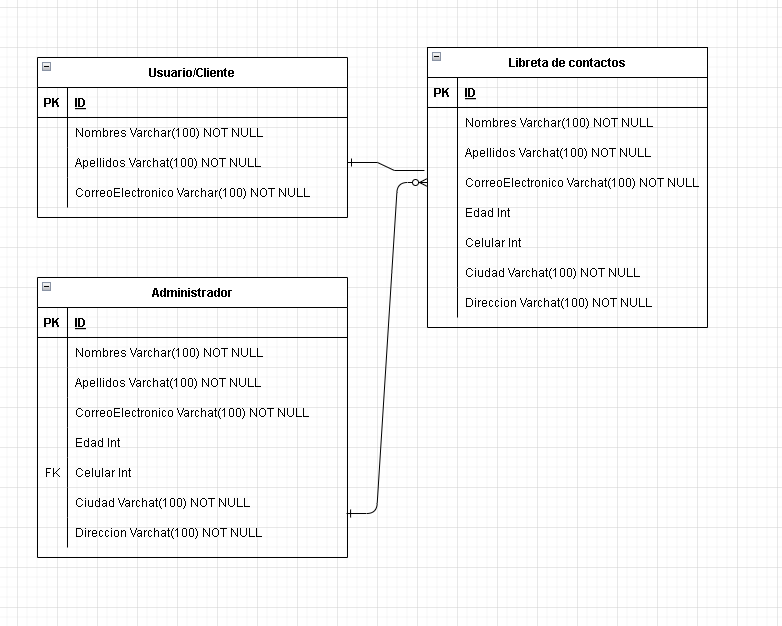 Usuario/Cliente
PK ID
Nombres Varchar(100) NOT NULL
Apellidos Varchat(100) NOT NULL
CorreoElectronico Varchar(100) NOT NULL
Libreta de contactos
PK ID
Nombres Varchar(100) NOT NULL
Apellidos Varchat(100) NOT NULL
CorreoElectronico Varchat(100) NOT NULL
Edad Int
Celular Int
Ciudad Varchat(100) NOT NULL
Direccion Varchat(100) NOT NULL
Administrador
PK ID
Nombres Varchar(100) NOT NULL
Apellidos Varchat(100) NOT NULL
CorreoElectronico Varchat(100) NOT NULL
Edad Int
FK Celular Int
Ciudad Varchat(100) NOT NULL
Direccion Varchat(100) NOT NULL